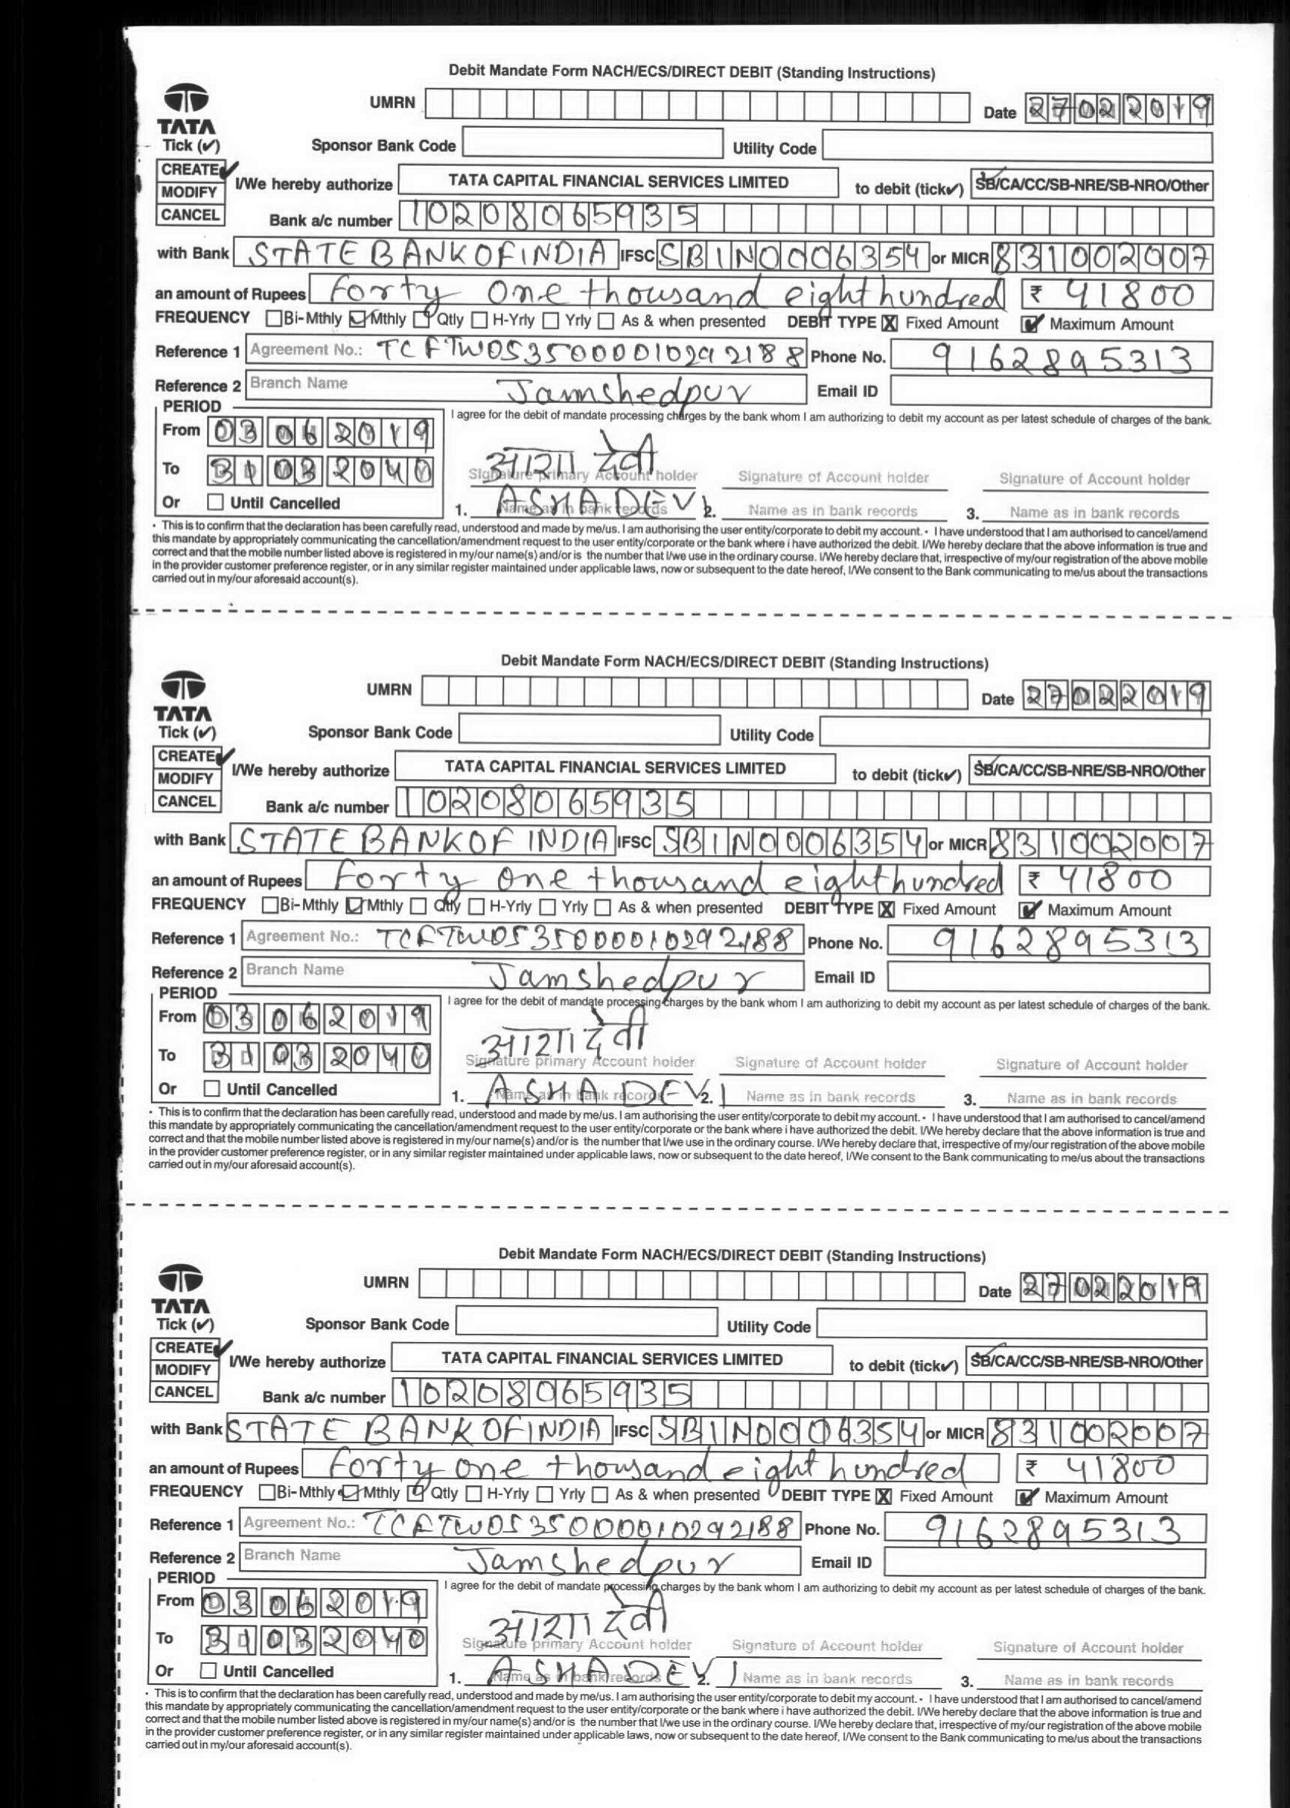 Debit Mandate Form NACH/ECS/DIRECT DEBIT (Standing Instructions)
UMRN Date 27022019
TATA
Tick (✓) Sponsor Bank Code Utility Code
CREATE ✓ I/We hereby authorize TATA CAPITAL FINANCIAL SERVICES LIMITED to debit (tick✓) SB/CA/CC/SB-NRE/SB-NRO/Other
MODIFY
CANCEL Bank a/c number 10208065935
with Bank STATE BANK OF INDIA IFSC SBIN0006354 or MICR 831002007
an amount of Rupees Forty one thousand eight hundred ₹ 41800
FREQUENCY Bi-Mthly ✓ Mthly Qtly H-Yrly Yrly As & when presented DEBIT TYPE X Fixed Amount ✓ Maximum Amount
Reference 1 Agreement No.: TCFTW0535000010292188 Phone No. 9162895313
Reference 2 Branch Name Jamshedpur Email ID
PERIOD I agree for the debit of mandate processing charges by the bank whom I am authorizing to debit my account as per latest schedule of charges of the bank.
From 03062019
आशा देवी
To 31032040 Signature primary Account holder Signature of Account holder Signature of Account holder
Or Until Cancelled 1. ASHA DEVI Name as in bank records 2. Name as in bank records 3. Name as in bank records
• This is to confirm that the declaration has been carefully read, understood and made by me/us. I am authorising the user entity/corporate to debit my account. • I have understood that I am authorised to cancel/amend
this mandate by appropriately communicating the cancellation/amendment request to the user entity/corporate or the bank where i have authorized the debit. I/We hereby declare that the above information is true and
correct and that the mobile number listed above is registered in my/our name(s) and/or is the number that I/we use in the ordinary course. I/We hereby declare that, irrespective of my/our registration of the above mobile
in the provider customer preference register, or in any similar register maintained under applicable laws, now or subsequent to the date hereof, I/We consent to the Bank communicating to me/us about the transactions
carried out in my/our aforesaid account(s).
Debit Mandate Form NACH/ECS/DIRECT DEBIT (Standing Instructions)
UMRN Date 27022019
TATA
Tick (✓) Sponsor Bank Code Utility Code
CREATE ✓ I/We hereby authorize TATA CAPITAL FINANCIAL SERVICES LIMITED to debit (tick✓) SB/CA/CC/SB-NRE/SB-NRO/Other
MODIFY
CANCEL Bank a/c number 10208065935
with Bank STATE BANK OF INDIA IFSC SBIN0006354 or MICR 831002007
an amount of Rupees Forty one thousand eight hundred ₹ 41800
FREQUENCY Bi-Mthly ✓ Mthly Qtly H-Yrly Yrly As & when presented DEBIT TYPE X Fixed Amount ✓ Maximum Amount
Reference 1 Agreement No.: TCFTW0535000010292188 Phone No. 9162895313
Reference 2 Branch Name Jamshedpur Email ID
PERIOD I agree for the debit of mandate processing charges by the bank whom I am authorizing to debit my account as per latest schedule of charges of the bank.
From 03062019
आशा देवी
To 31032040 Signature primary Account holder Signature of Account holder Signature of Account holder
Or Until Cancelled 1. ASHA DEVI Name as in bank records 2. Name as in bank records 3. Name as in bank records
• This is to confirm that the declaration has been carefully read, understood and made by me/us. I am authorising the user entity/corporate to debit my account. • I have understood that I am authorised to cancel/amend
this mandate by appropriately communicating the cancellation/amendment request to the user entity/corporate or the bank where i have authorized the debit. I/We hereby declare that the above information is true and
correct and that the mobile number listed above is registered in my/our name(s) and/or is the number that I/we use in the ordinary course. I/We hereby declare that, irrespective of my/our registration of the above mobile
in the provider customer preference register, or in any similar register maintained under applicable laws, now or subsequent to the date hereof, I/We consent to the Bank communicating to me/us about the transactions
carried out in my/our aforesaid account(s).
Debit Mandate Form NACH/ECS/DIRECT DEBIT (Standing Instructions)
UMRN Date 27022019
TATA
Tick (✓) Sponsor Bank Code Utility Code
CREATE ✓ I/We hereby authorize TATA CAPITAL FINANCIAL SERVICES LIMITED to debit (tick✓) SB/CA/CC/SB-NRE/SB-NRO/Other
MODIFY
CANCEL Bank a/c number 10208065935
with Bank STATE BANK OF INDIA IFSC SBIN0006354 or MICR 831002007
an amount of Rupees Forty one thousand eight hundred ₹ 41800
FREQUENCY Bi-Mthly ✓ Mthly Qtly H-Yrly Yrly As & when presented DEBIT TYPE X Fixed Amount ✓ Maximum Amount
Reference 1 Agreement No.: TCFTW0535000010292188 Phone No. 9162895313
Reference 2 Branch Name Jamshedpur Email ID
PERIOD I agree for the debit of mandate processing charges by the bank whom I am authorizing to debit my account as per latest schedule of charges of the bank.
From 03062019
आशा देवी
To 31032040 Signature primary Account holder Signature of Account holder Signature of Account holder
Or Until Cancelled 1. ASHA DEVI Name as in bank records 2. Name as in bank records 3. Name as in bank records
• This is to confirm that the declaration has been carefully read, understood and made by me/us. I am authorising the user entity/corporate to debit my account. • I have understood that I am authorised to cancel/amend
this mandate by appropriately communicating the cancellation/amendment request to the user entity/corporate or the bank where i have authorized the debit. I/We hereby declare that the above information is true and
correct and that the mobile number listed above is registered in my/our name(s) and/or is the number that I/we use in the ordinary course. I/We hereby declare that, irrespective of my/our registration of the above mobile
in the provider customer preference register, or in any similar register maintained under applicable laws, now or subsequent to the date hereof, I/We consent to the Bank communicating to me/us about the transactions
carried out in my/our aforesaid account(s).